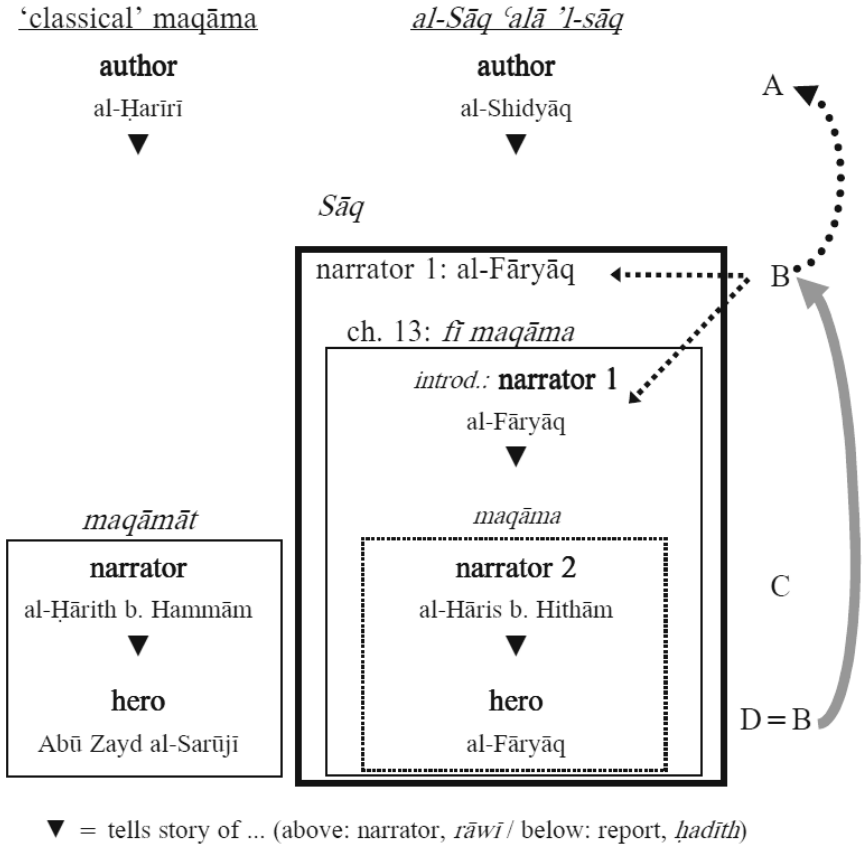 ‘classical’ maqāma
author
al-Ḥarīrī
▼
al-Sāq ʿalā ’l-sāq
author
al-Shidyāq
▼
A
Sāq
narrator 1: al-Fāryāq
B
ch. 13: fī maqāma
introd.: narrator 1
al-Fāryāq
▼
maqāmāt
narrator
al-Ḥārith b. Hammām
▼
hero
Abū Zayd al-Sarūjī
maqāma
narrator 2
al-Hāris b. Hithām
▼
hero
al-Fāryāq
C
D = B
▼ = tells story of ... (above: narrator, rāwī / below: report, ḥadīth)